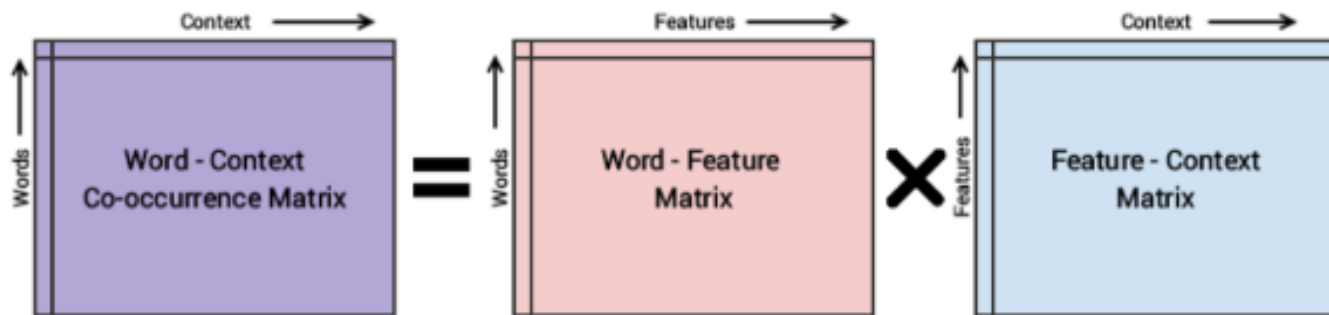 Context
Features
Context
Words
Word - Context
Co-occurrence Matrix
=
Words
Word - Feature
Matrix
×
Features
Feature - Context
Matrix